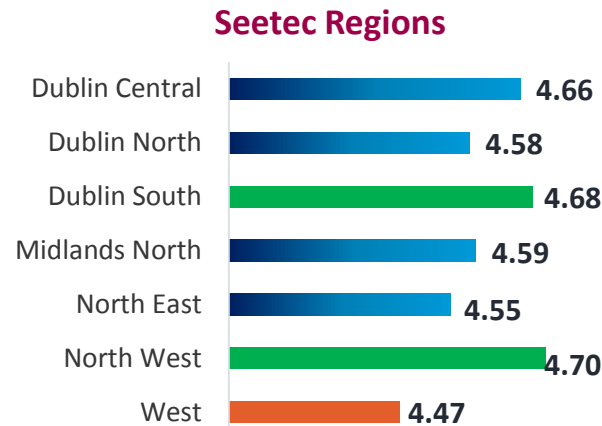 Seetec Regions
Dublin Central 4.66
Dublin North 4.58
Dublin South 4.68
Midlands North 4.59
North East 4.55
North West 4.70
West 4.47